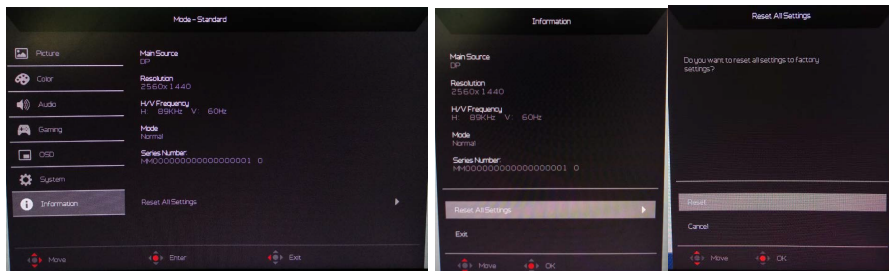 Mode - Standard
Picture
Color
Audio
Gaming
OSD
System
Information
Main Source
DP
Resolution
2560x1440
H/V Frequency
H: 89KHz V: 60Hz
Mode
Normal
Series Number:
MM000000000000000001 0
Reset All Settings
Move
Enter
Exit
Information
Main Source
DP
Resolution
2560x1440
H/V Frequency
H: 89KHz V: 60Hz
Mode
Normal
Series Number:
MM000000000000000001 0
Reset All Settings
Exit
Move
OK
Reset All Settings
Do you want to reset all settings to factory
settings?
Reset
Cancel
Move
OK